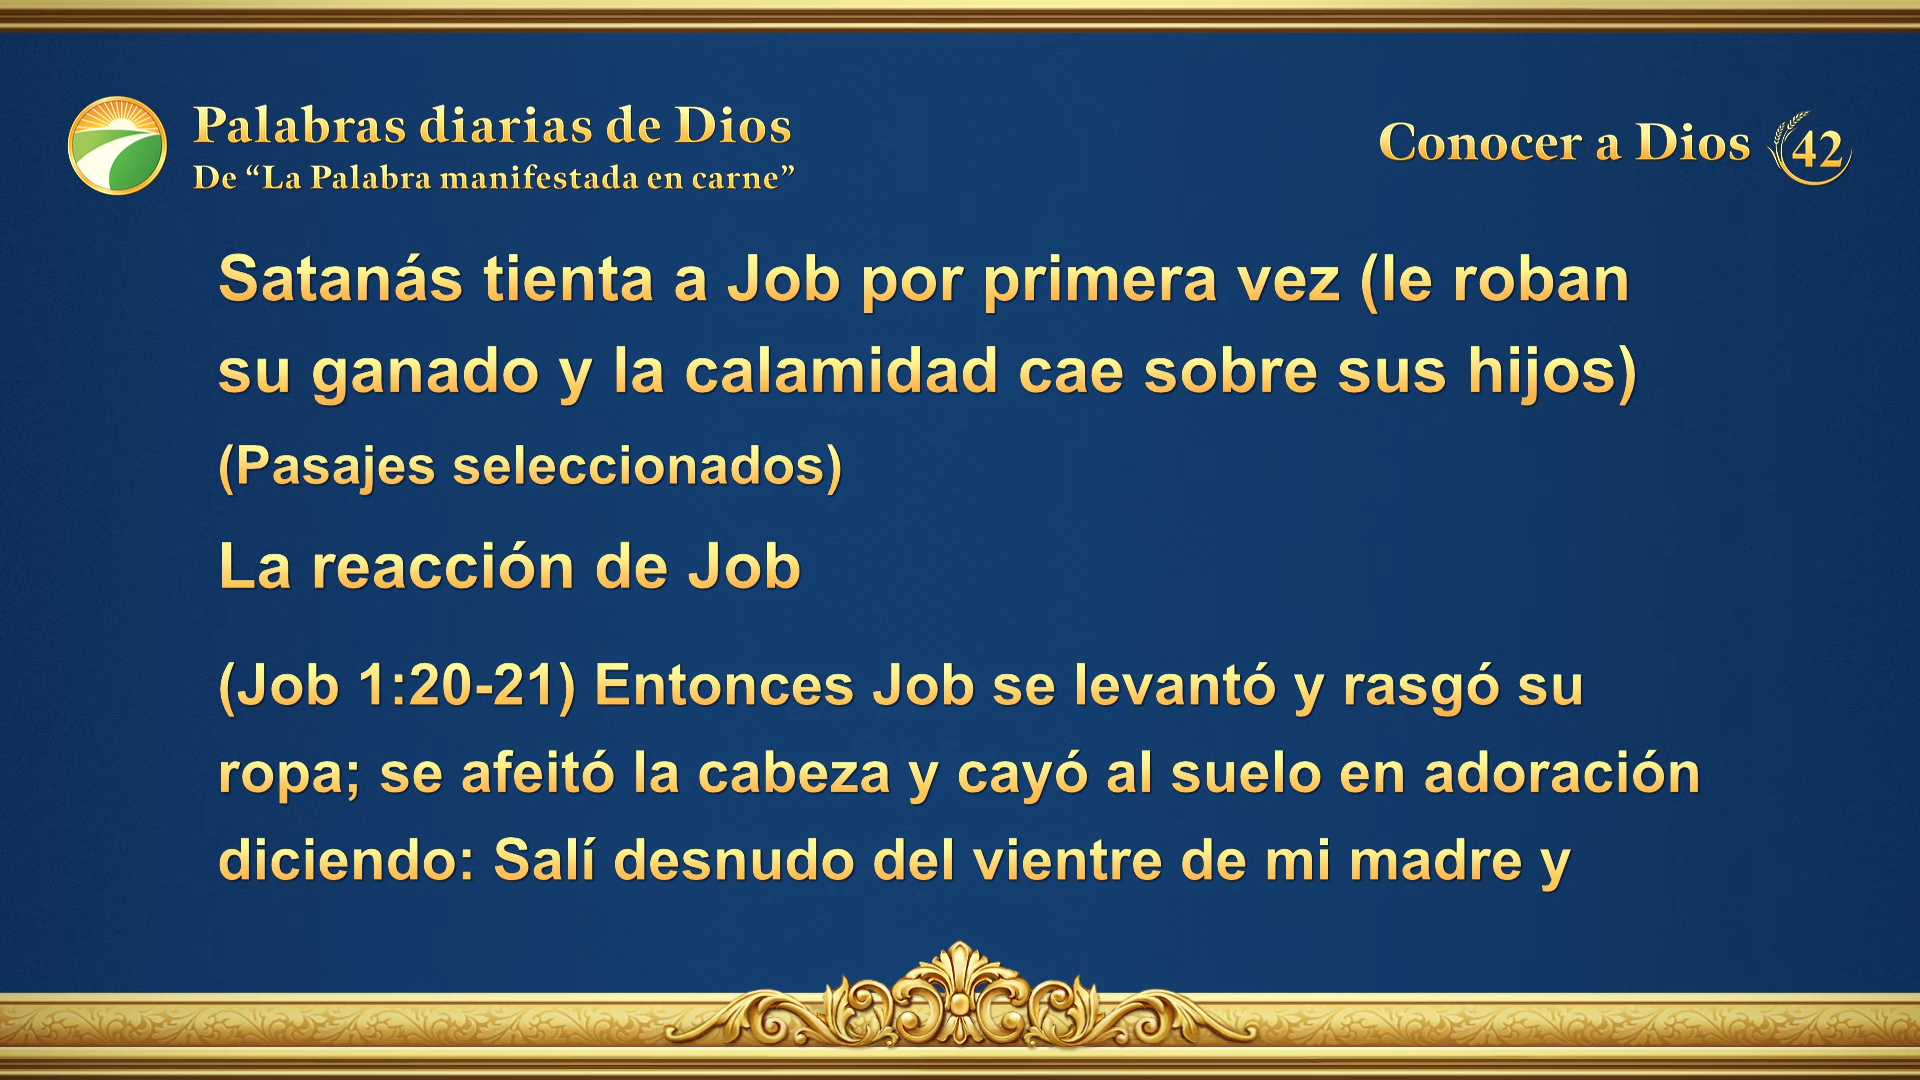 Palabras diarias de Dios
De “La Palabra manifestada en carne”
Conocer a Dios 42
Satanás tienta a Job por primera vez (le roban
su ganado y la calamidad cae sobre sus hijos)
(Pasajes seleccionados)
La reacción de Job
(Job 1:20-21) Entonces Job se levantó y rasgó su
ropa; se afeitó la cabeza y cayó al suelo en adoración
diciendo: Salí desnudo del vientre de mi madre y